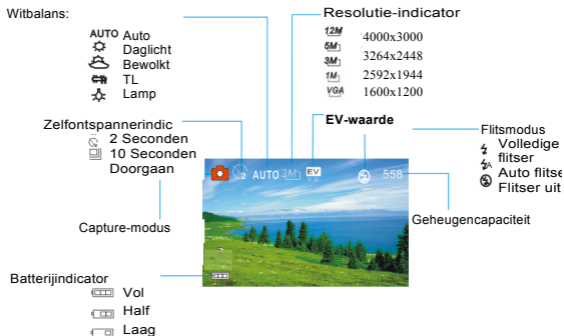 Witbalans:
AUTO Auto
Daglicht
Bewolkt
TL
Lamp
Resolutie-indicator
12M 4000x3000
5M 3264x2448
3M 2592x1944
1M 1600x1200
VGA
Zelfontspannerindic
2 Seconden
10 Seconden
Doorgaan
EV-waarde
Flitsmodus
Volledige
flitser
Auto flitse
Flitser uit
2 AUTO 3M EV 558
Capture-modus
Geheugencapaciteit
Batterijindicator
Vol
Half
Laag